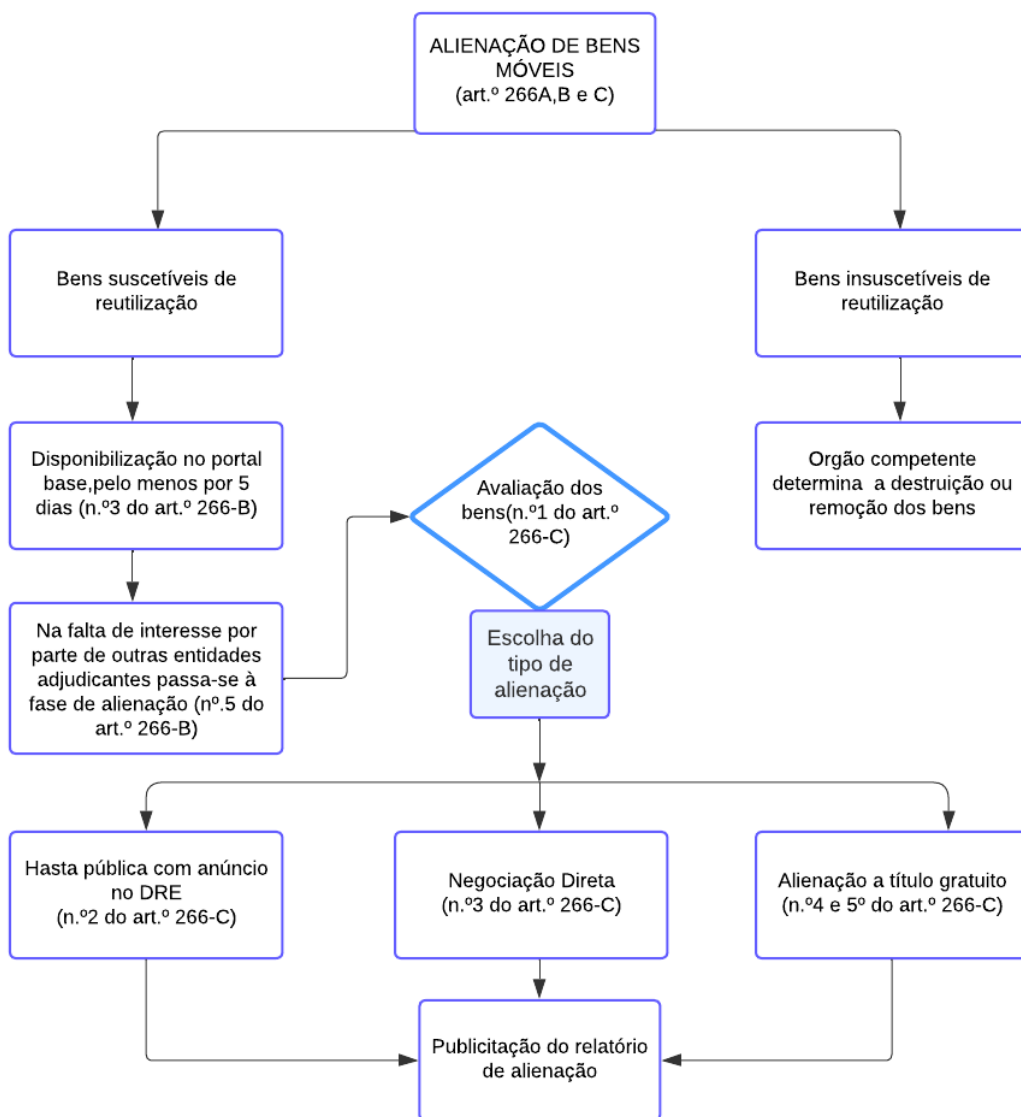 ALIENAÇÃO DE BENS
MÓVEIS
(art.º 266A,B e C)
Bens suscetíveis de
reutilização
Bens insuscetíveis de
reutilização
Disponibilização no portal
base,pelo menos por 5
dias (n.º3 do art.º 266-B)
Avaliação dos
bens(n.º1 do art.º
266-C)
Orgão competente
determina  a destruição ou
remoção dos bens
Na falta de interesse por
parte de outras entidades
adjudicantes passa-se à
fase de alienação (nº.5 do
art.º 266-B)
Escolha do
tipo de
alienação
Hasta pública com anúncio
no DRE
(n.º2 do art.º 266-C)
Negociação Direta
(n.º3 do art.º 266-C)
Alienação a título gratuito
(n.º4 e 5º do art.º 266-C)
Publicitação do relatório
de alienação